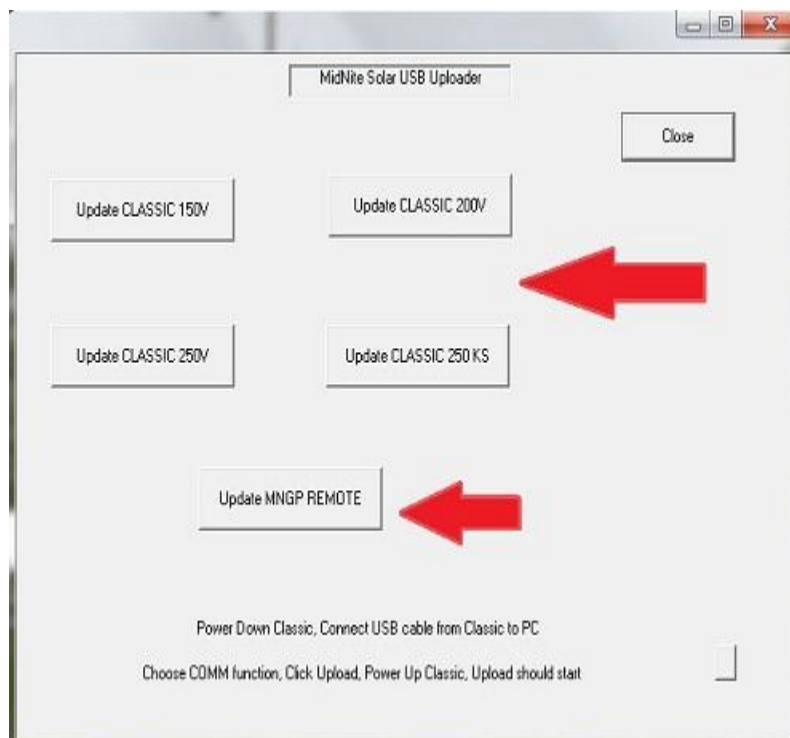 MidNite Solar USB Uploader
Close
Update CLASSIC 150V
Update CLASSIC 200V
Update CLASSIC 250V
Update CLASSIC 250 KS
Update MNGP REMOTE
Power Down Classic, Connect USB cable from Classic to PC
Choose COMM function, Click Upload, Power Up Classic, Upload should start